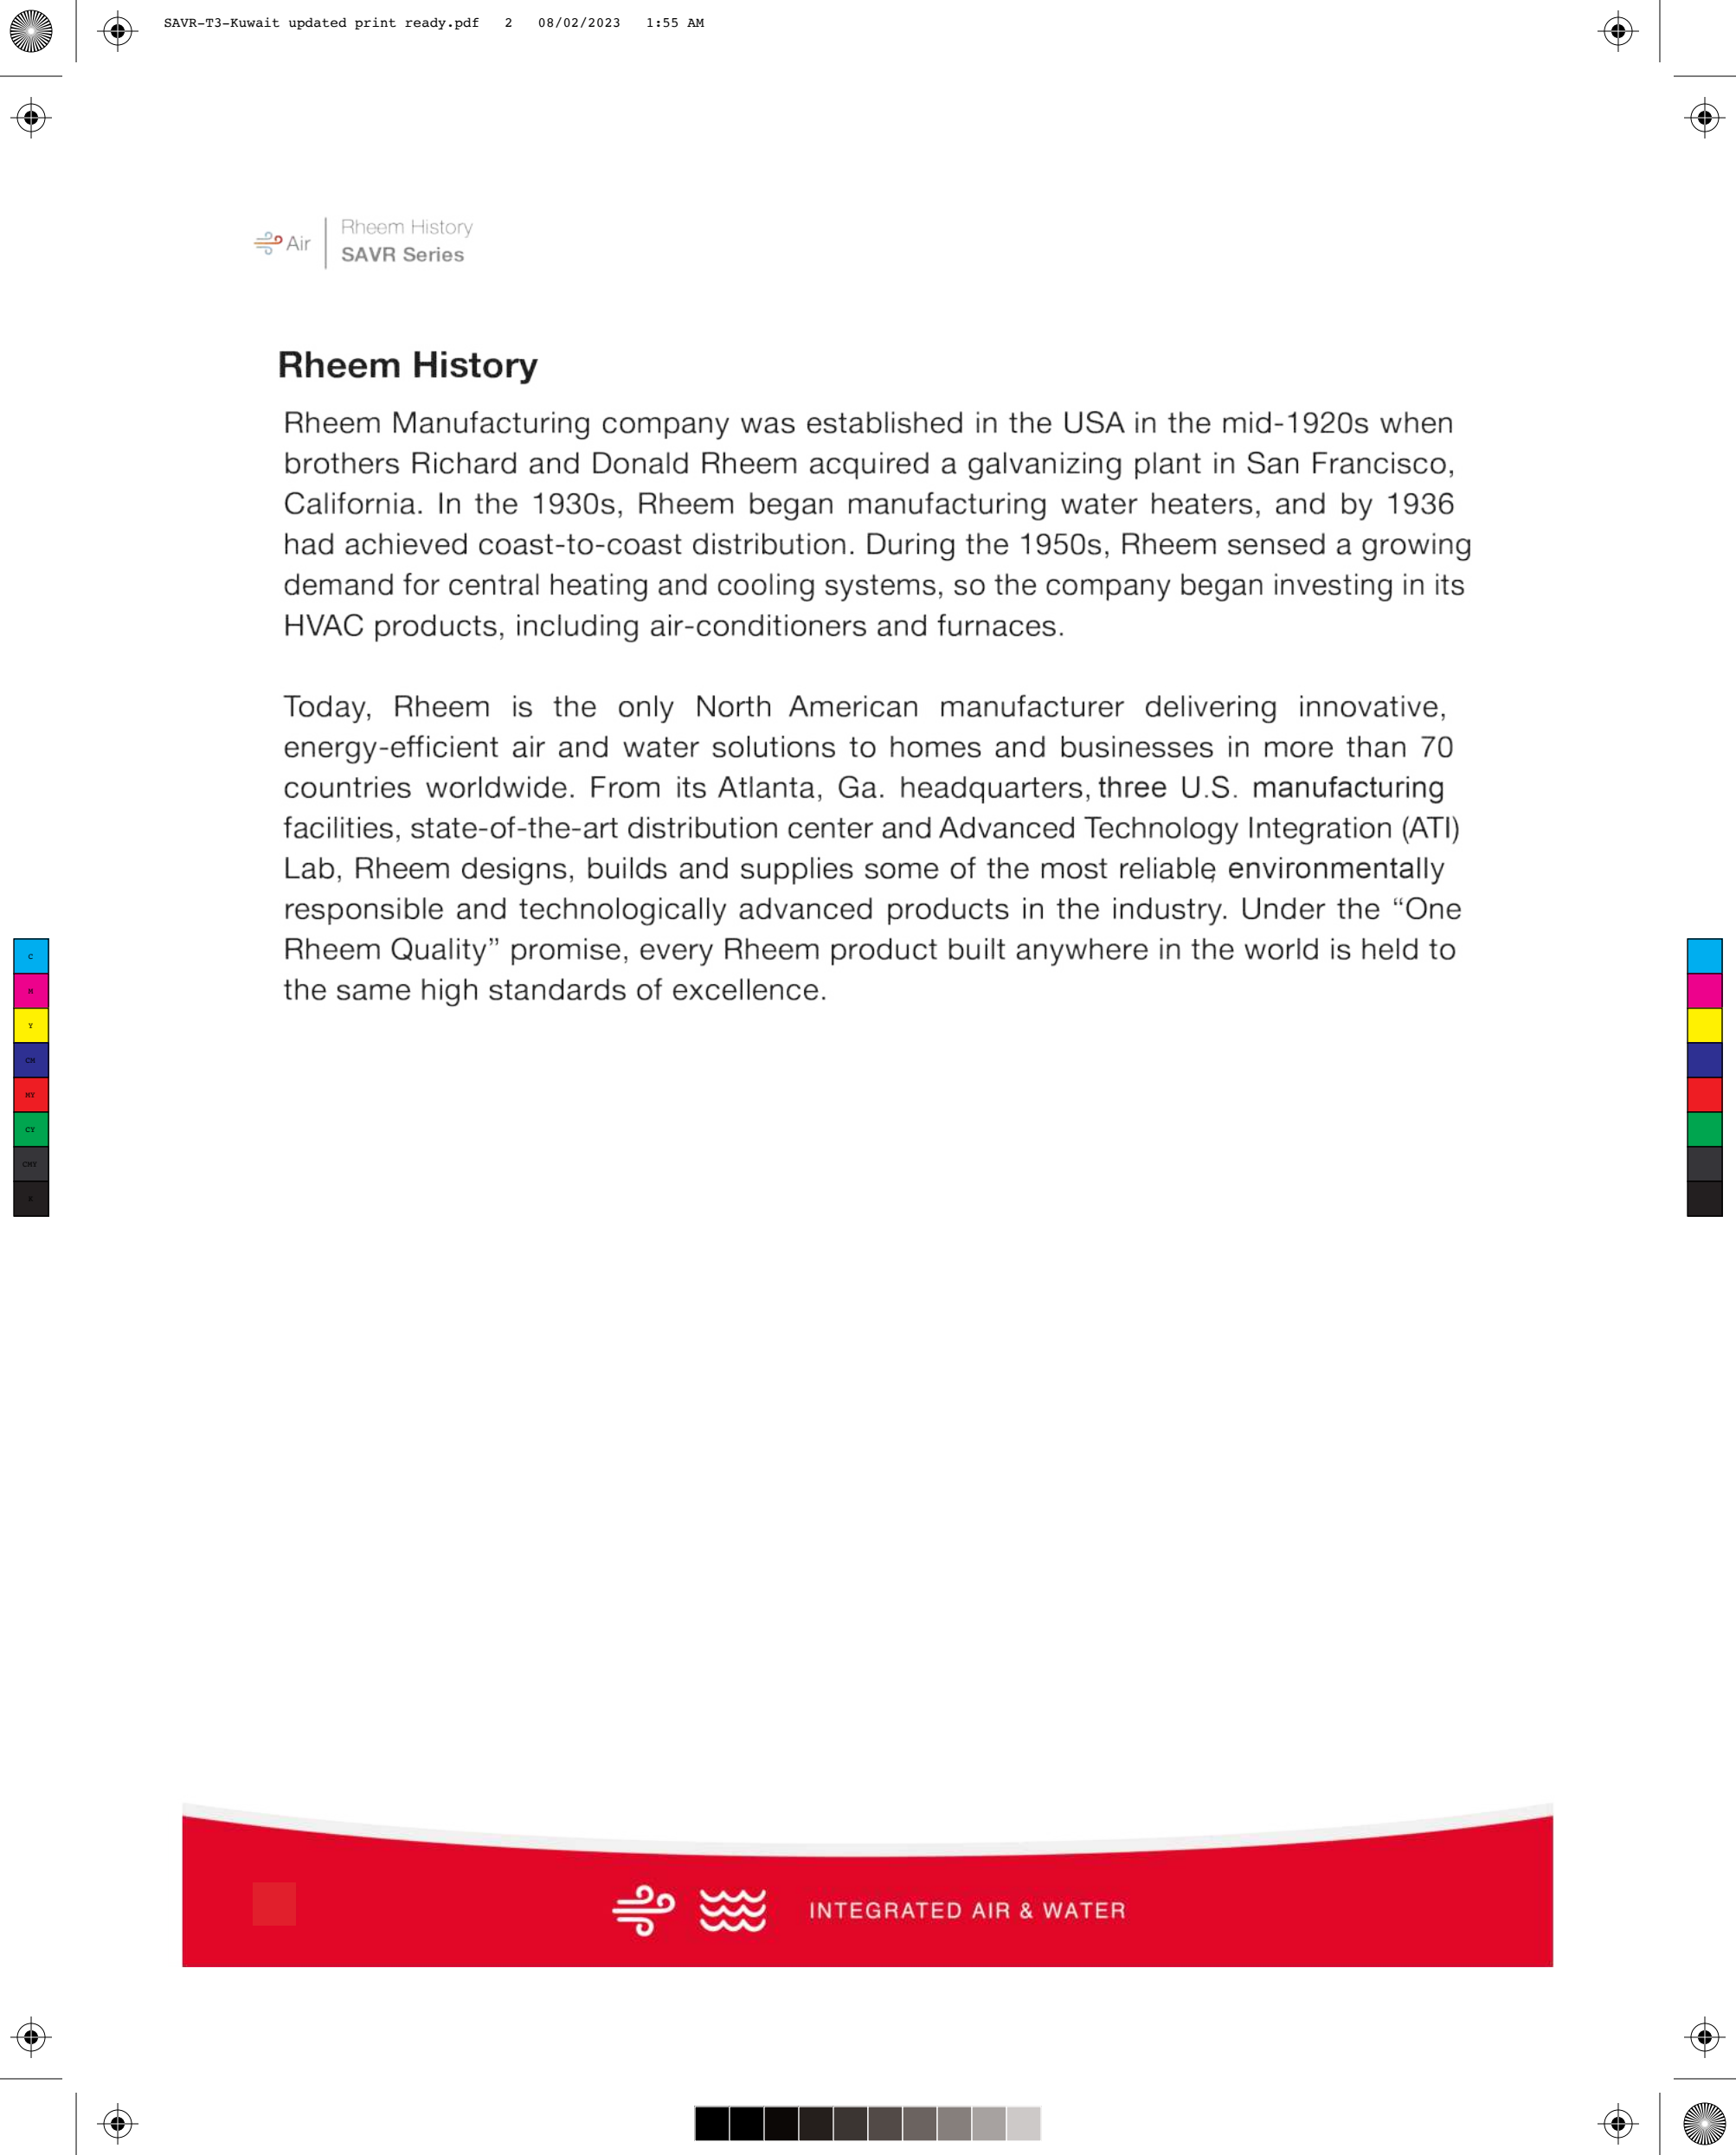 SAVR-T3-Kuwait updated print ready.pdf 2 08/02/2023 1:55 AM
Air
Rheem History
SAVR Series
Rheem History
Rheem Manufacturing company was established in the USA in the mid-1920s when
brothers Richard and Donald Rheem acquired a galvanizing plant in San Francisco,
California. In the 1930s, Rheem began manufacturing water heaters, and by 1936
had achieved coast-to-coast distribution. During the 1950s, Rheem sensed a growing
demand for central heating and cooling systems, so the company began investing in its
HVAC products, including air-conditioners and furnaces.
Today, Rheem is the only North American manufacturer delivering innovative,
energy-efficient air and water solutions to homes and businesses in more than 70
countries worldwide. From its Atlanta, Ga. headquarters, three U.S. manufacturing
facilities, state-of-the-art distribution center and Advanced Technology Integration (ATI)
Lab, Rheem designs, builds and supplies some of the most reliable, environmentally
responsible and technologically advanced products in the industry. Under the “One
Rheem Quality” promise, every Rheem product built anywhere in the world is held to
the same high standards of excellence.
C
M
Y
CM
MY
CY
CMY
K
INTEGRATED AIR & WATER